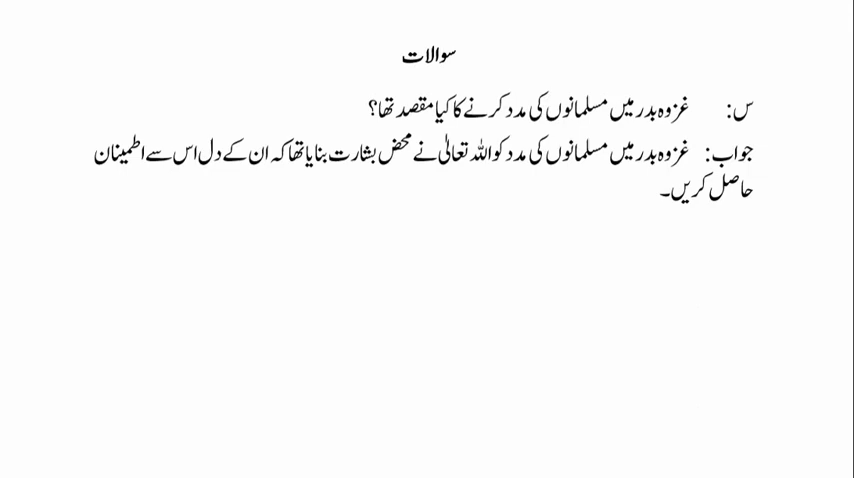 سوالات
س: غزوہ بدر میں مسلمانوں کی مدد کرنے کا کیا مقصد تھا؟
جواب: غزوہ بدر میں مسلمانوں کی مدد کو اللہ تعالیٰ نے محض بشارت بنایا تھا کہ ان کے دل اس سے اطمینان
حاصل کریں۔